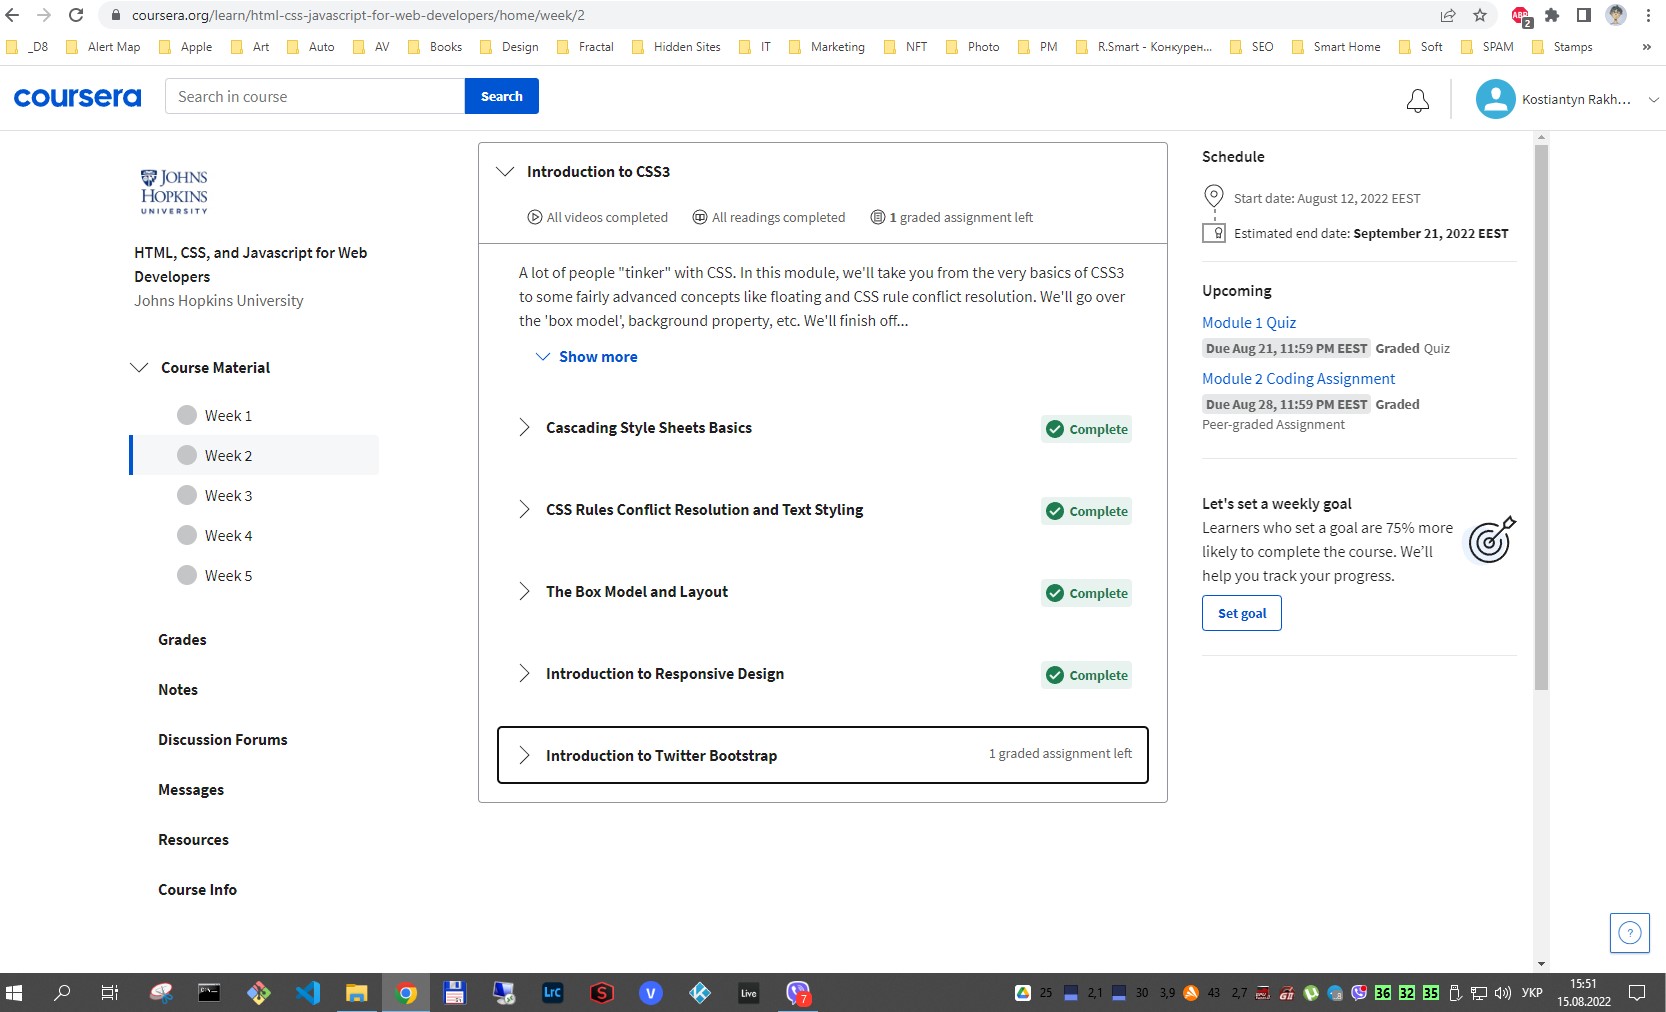 coursera.org/learn/html-css-javascript-for-web-developers/home/week/2
ABP 2
_D8 Alert Map Apple Art Auto AV Books Design Fractal Hidden Sites IT Marketing NFT Photo PM R.Smart - Конкурен... SEO Smart Home Soft SPAM Stamps »
coursera
Search in course
Search
Kostiantyn Rakh...
JOHNS
HOPKINS
UNIVERSITY
HTML, CSS, and Javascript for Web
Developers
Johns Hopkins University
Course Material
Week 1
Week 2
Week 3
Week 4
Week 5
Grades
Notes
Discussion Forums
Messages
Resources
Course Info
Introduction to CSS3
All videos completed All readings completed 1 graded assignment left
A lot of people "tinker" with CSS. In this module, we'll take you from the very basics of CSS3
to some fairly advanced concepts like floating and CSS rule conflict resolution. We'll go over
the 'box model', background property, etc. We'll finish off...
Show more
Cascading Style Sheets Basics Complete
CSS Rules Conflict Resolution and Text Styling Complete
The Box Model and Layout Complete
Introduction to Responsive Design Complete
Introduction to Twitter Bootstrap 1 graded assignment left
Schedule
Start date: August 12, 2022 EEST
Estimated end date: September 21, 2022 EEST
Upcoming
Module 1 Quiz
Due Aug 21, 11:59 PM EEST Graded Quiz
Module 2 Coding Assignment
Due Aug 28, 11:59 PM EEST Graded
Peer-graded Assignment
Let's set a weekly goal
Learners who set a goal are 75% more
likely to complete the course. We’ll
help you track your progress.
Set goal
?
LrC S V Live 7 25 2,1 30 3,9 43 2,7 36 32 35 УКР
15:51
15.08.2022